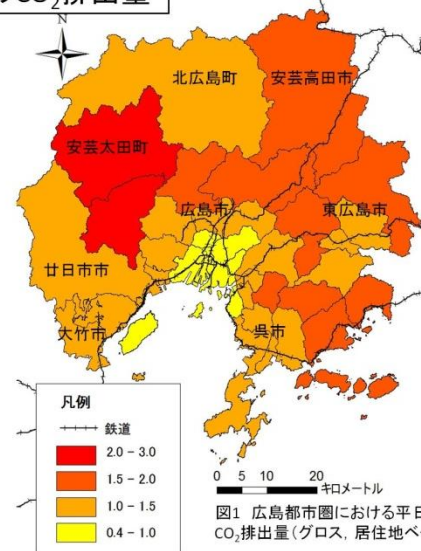 CO₂排出量
N
北広島町
安芸高田市
安芸太田町
広島市
東広島市
廿日市市
大竹市
呉市
凡例
鉄道
2.0 - 3.0
1.5 - 2.0
1.0 - 1.5
0.4 - 1.0
0 5 10 20
キロメートル
図1 広島都市圏における平日
CO₂排出量(グロス, 居住地ベ